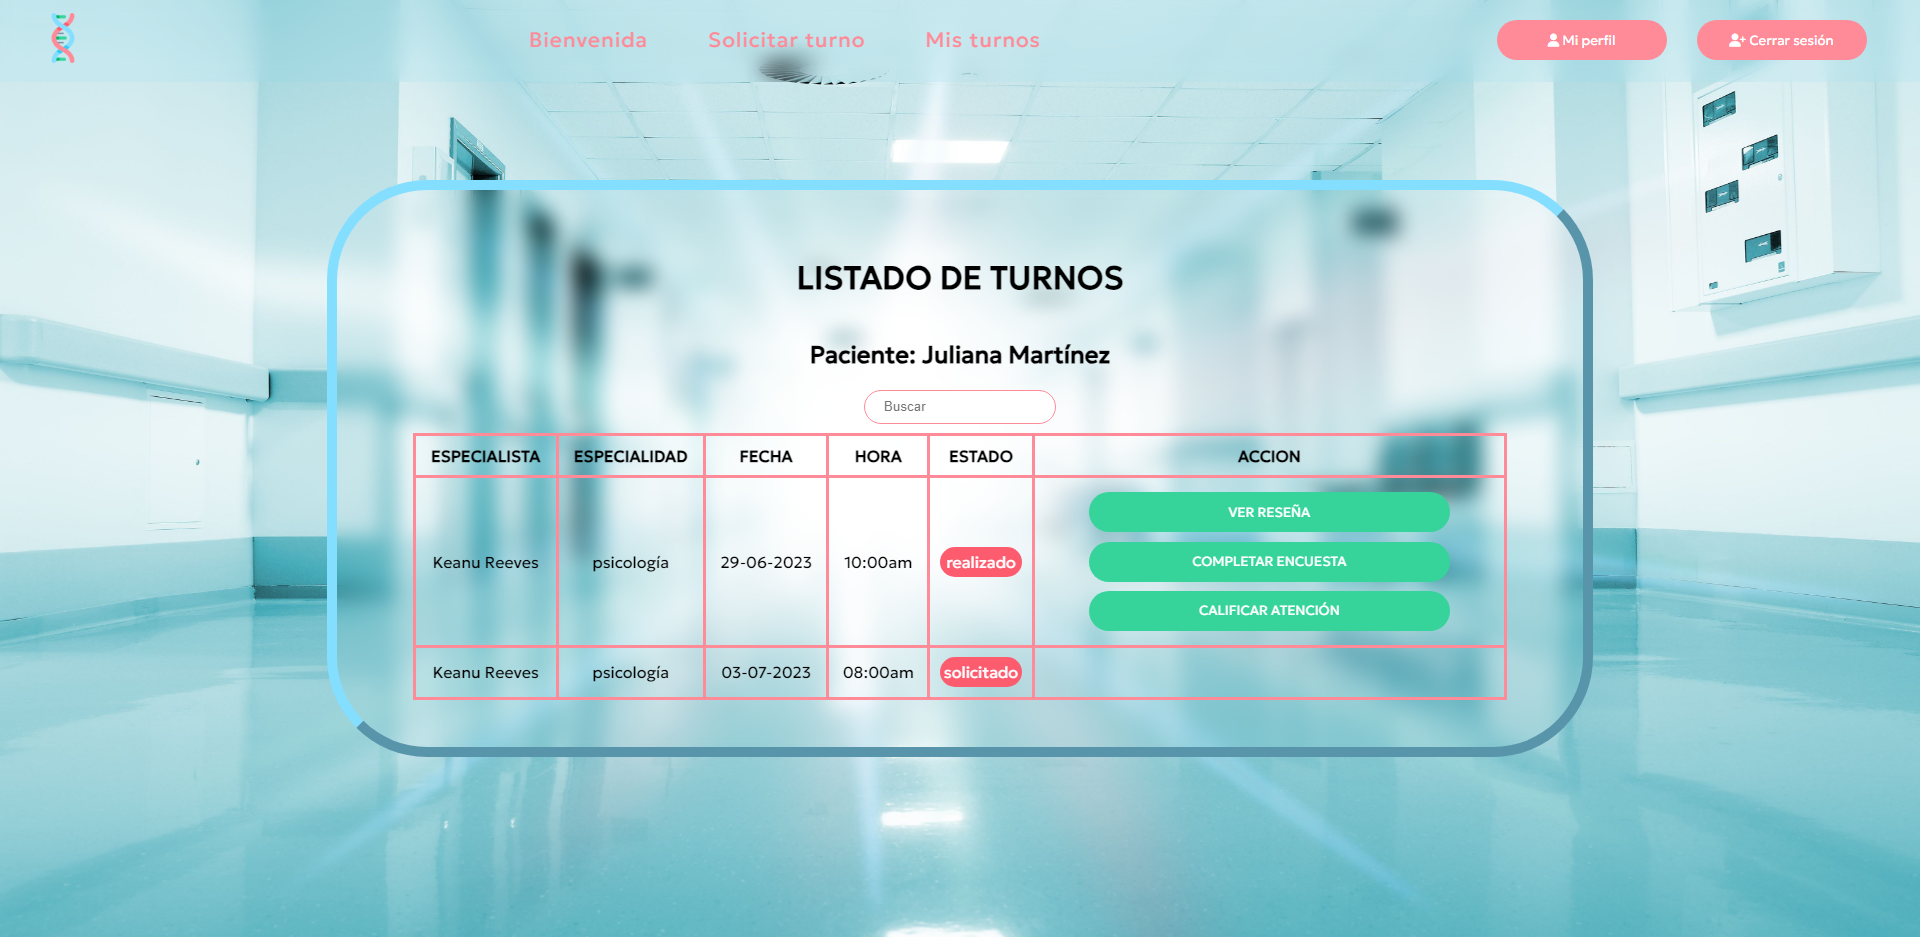 Bienvenida Solicitar turno Mis turnos Mi perfil Cerrar sesión
LISTADO DE TURNOS
Paciente: Juliana Martínez
Buscar
ESPECIALISTA ESPECIALIDAD FECHA HORA ESTADO ACCION
VER RESEÑA
Keanu Reeves psicología 29-06-2023 10:00am realizado COMPLETAR ENCUESTA
CALIFICAR ATENCIÓN
Keanu Reeves psicología 03-07-2023 08:00am solicitado